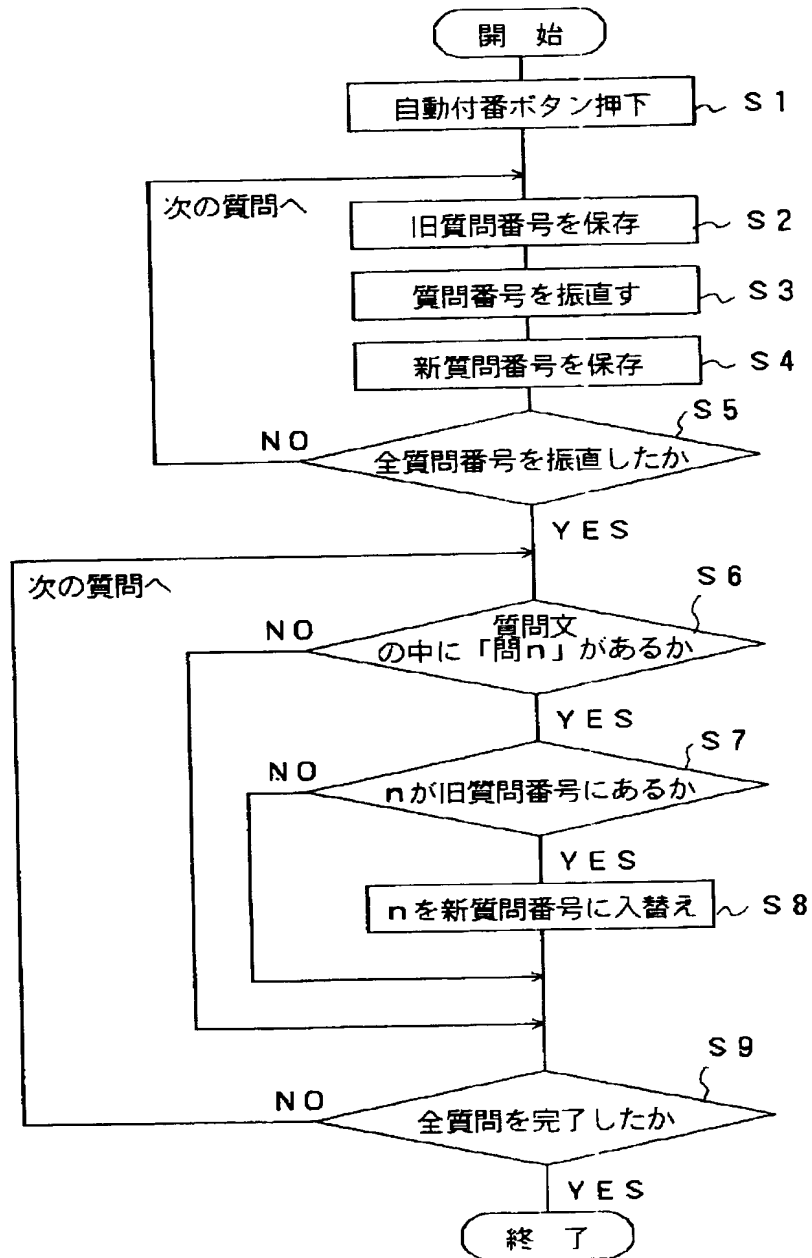 開 始
自動付番ボタン押下
S1
次の質問へ
旧質問番号を保存
S2
質問番号を振直す
S3
新質問番号を保存
S4
S5
NO
全質問番号を振直したか
YES
次の質問へ
S6
NO
質問文
の中に「問n」があるか
YES
S7
NO
nが旧質問番号にあるか
YES
nを新質問番号に入替え
S8
S9
NO
全質問を完了したか
YES
終 了